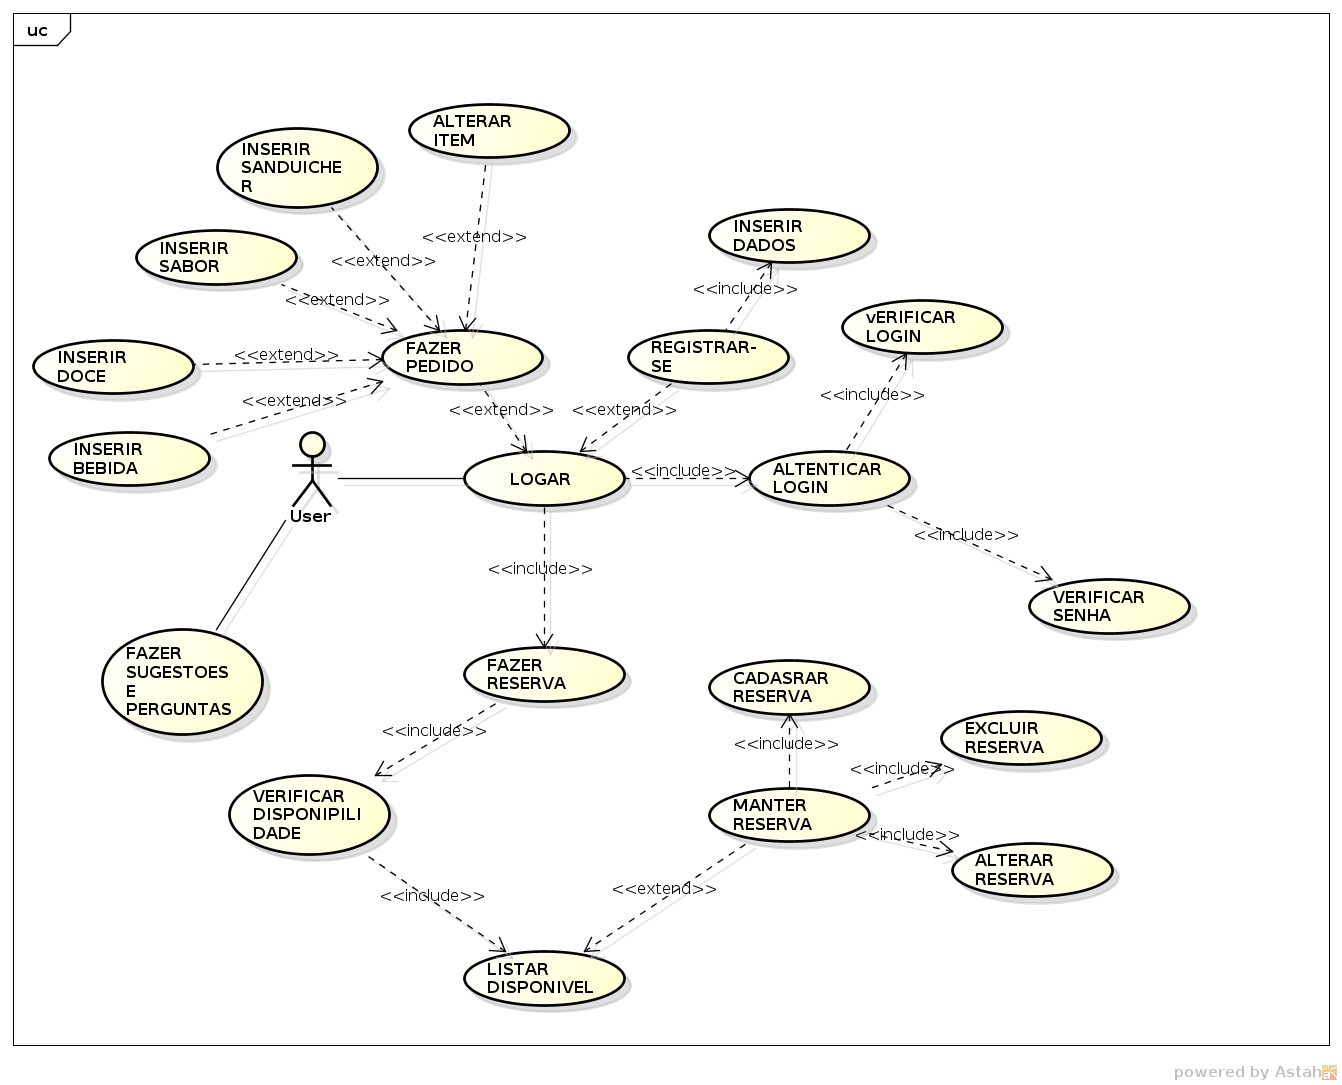 uc
ALTERAR
ITEM
INSERIR
SANDUICHE
R
INSERIR
DADOS
<<extend>>
INSERIR
SABOR
<<extend>>
<<include>>
<<extend>>
vERIFICAR
LOGIN
INSERIR
DOCE
<<extend>>
FAZER
PEDIDO
REGISTRAR-
SE
<<extend>>
<<extend>>
<<extend>>
<<include>>
INSERIR
BEBIDA
LOGAR
<<include>>
ALTENTICAR
LOGIN
User
<<include>>
<<include>>
VERIFICAR
SENHA
FAZER
SUGESTOES
E
PERGUNTAS
FAZER
RESERVA
CADASRAR
RESERVA
<<include>>
<<include>>
EXCLUIR
RESERVA
<<include>>
VERIFICAR
DISPONIPILI
DADE
MANTER
RESERVA
<<include>>
ALTERAR
RESERVA
<<include>>
<<extend>>
LISTAR
DISPONIVEL
powered by Astah